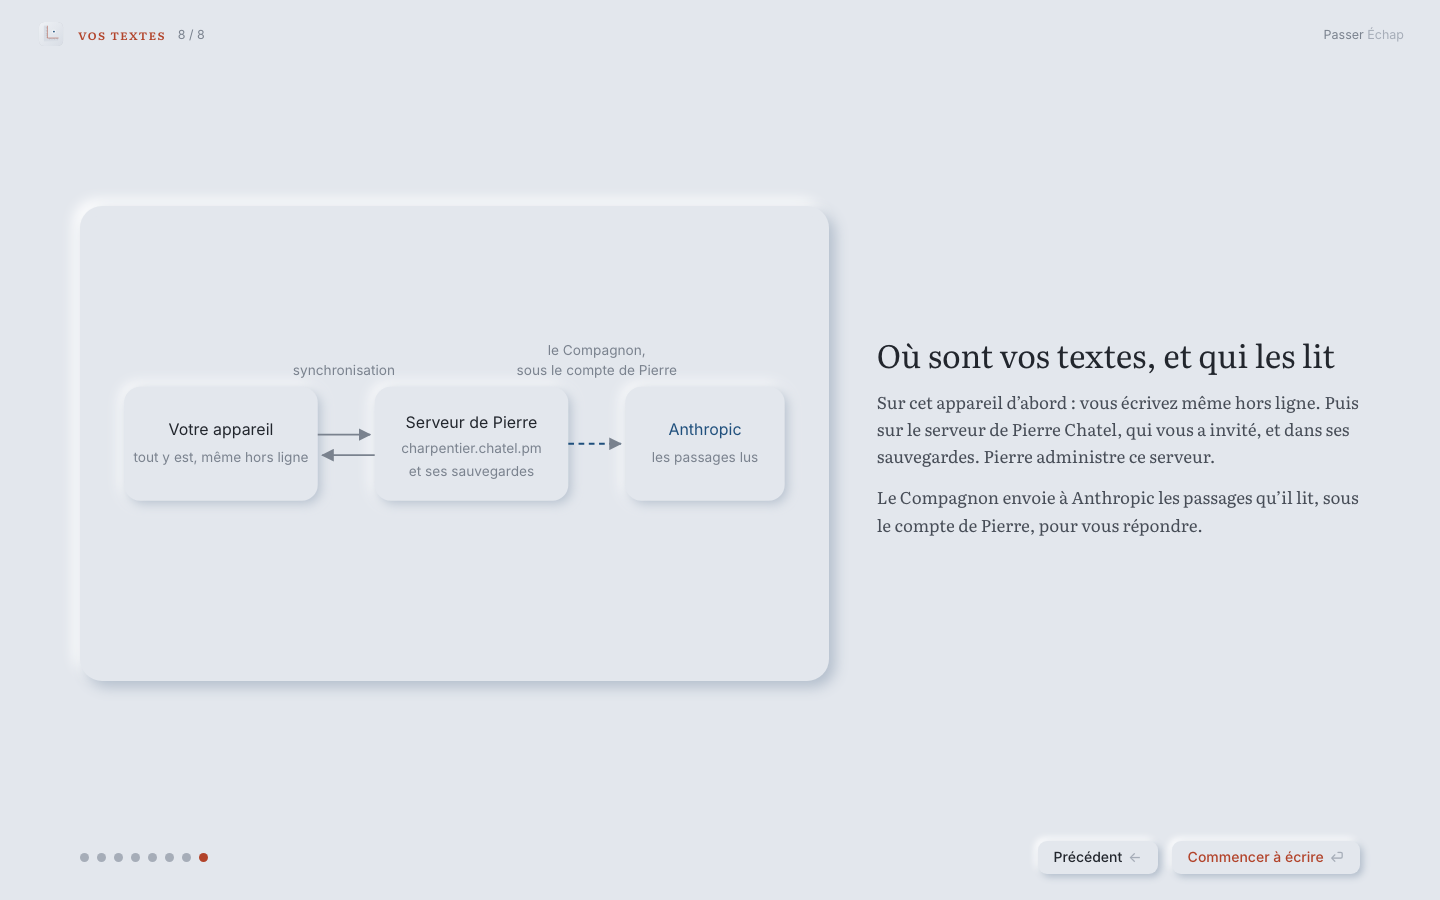 VOS TEXTES 8 / 8
Passer Échap
le Compagnon,
synchronisation
sous le compte de Pierre
Votre appareil
tout y est, même hors ligne
Serveur de Pierre
charpentier.chatel.pm
et ses sauvegardes
Anthropic
les passages lus
Où sont vos textes, et qui les lit
Sur cet appareil d’abord : vous écrivez même hors ligne. Puis
sur le serveur de Pierre Chatel, qui vous a invité, et dans ses
sauvegardes. Pierre administre ce serveur.
Le Compagnon envoie à Anthropic les passages qu’il lit, sous
le compte de Pierre, pour vous répondre.
Précédent ←
Commencer à écrire ↵